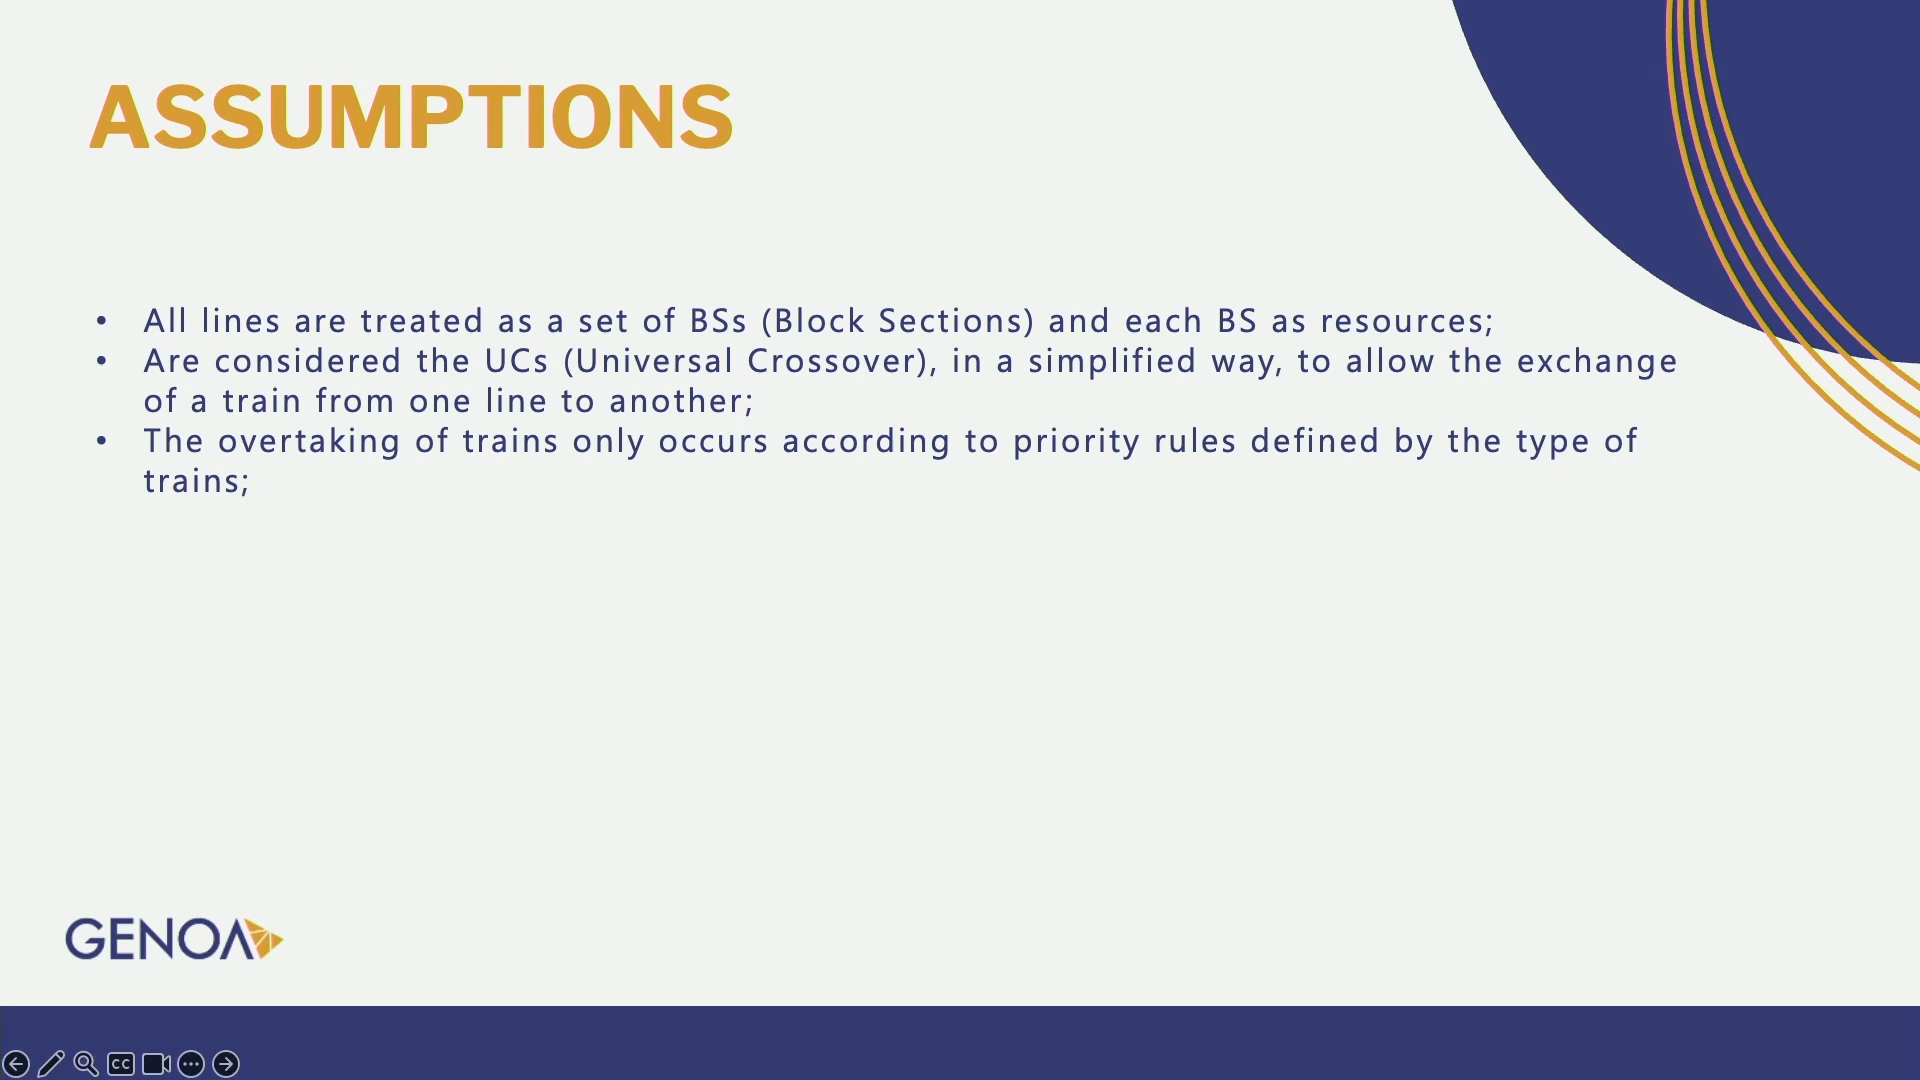 ASSUMPTIONS
• All lines are treated as a set of BSs (Block Sections) and each BS as resources;
• Are considered the UCs (Universal Crossover), in a simplified way, to allow the exchange
of a train from one line to another;
• The overtaking of trains only occurs according to priority rules defined by the type of
trains;
GENOA
CC